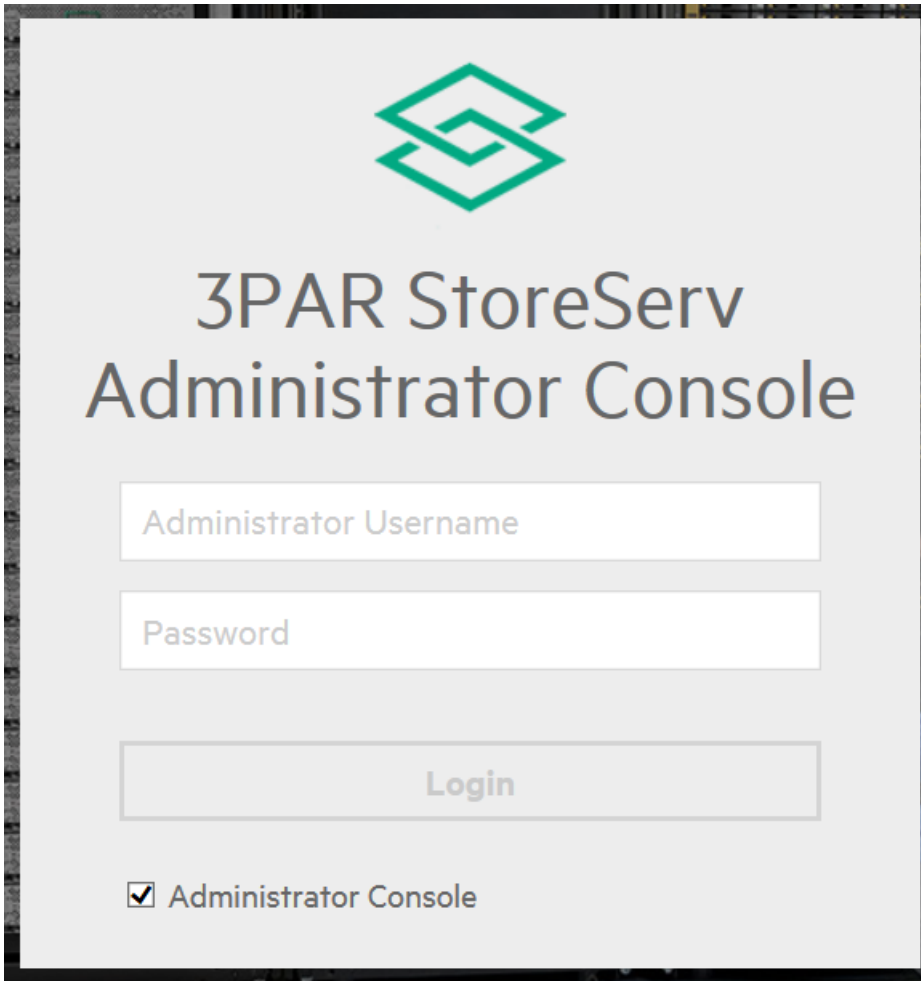 3PAR StoreServ
Administrator Console
Administrator Username
Password
Login
Administrator Console